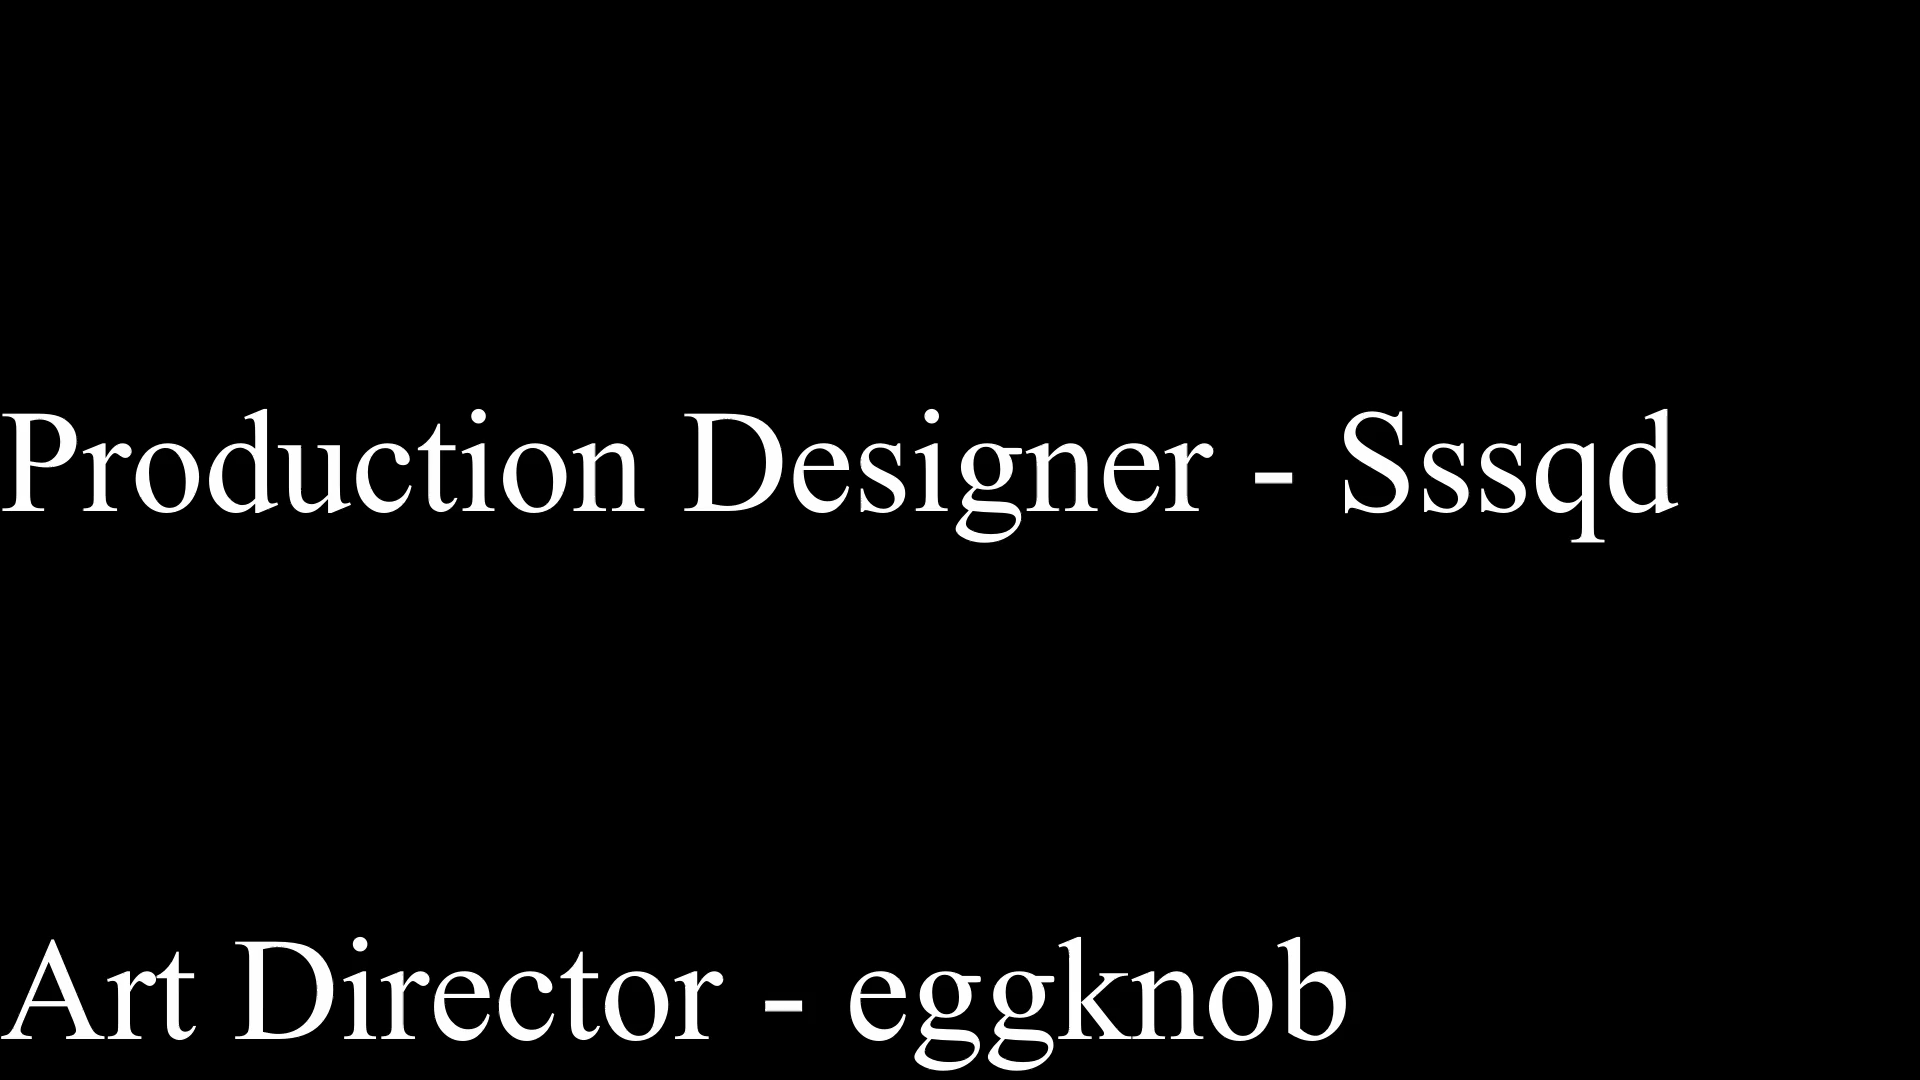 Production Designer - Sssqd
Art Director - eggknob